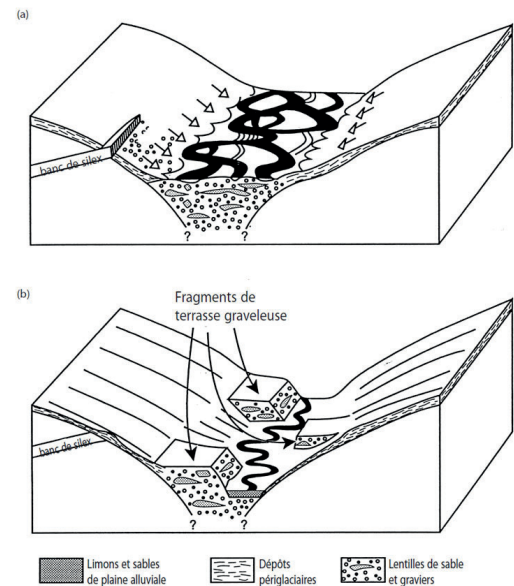 (a)
banc de silex
?
?
(b)
Fragments de
terrasse graveleuse
banc de silex
?
?
Limons et sables
de plaine alluviale
Dépôts
périglaciaires
Lentilles de sable
et graviers